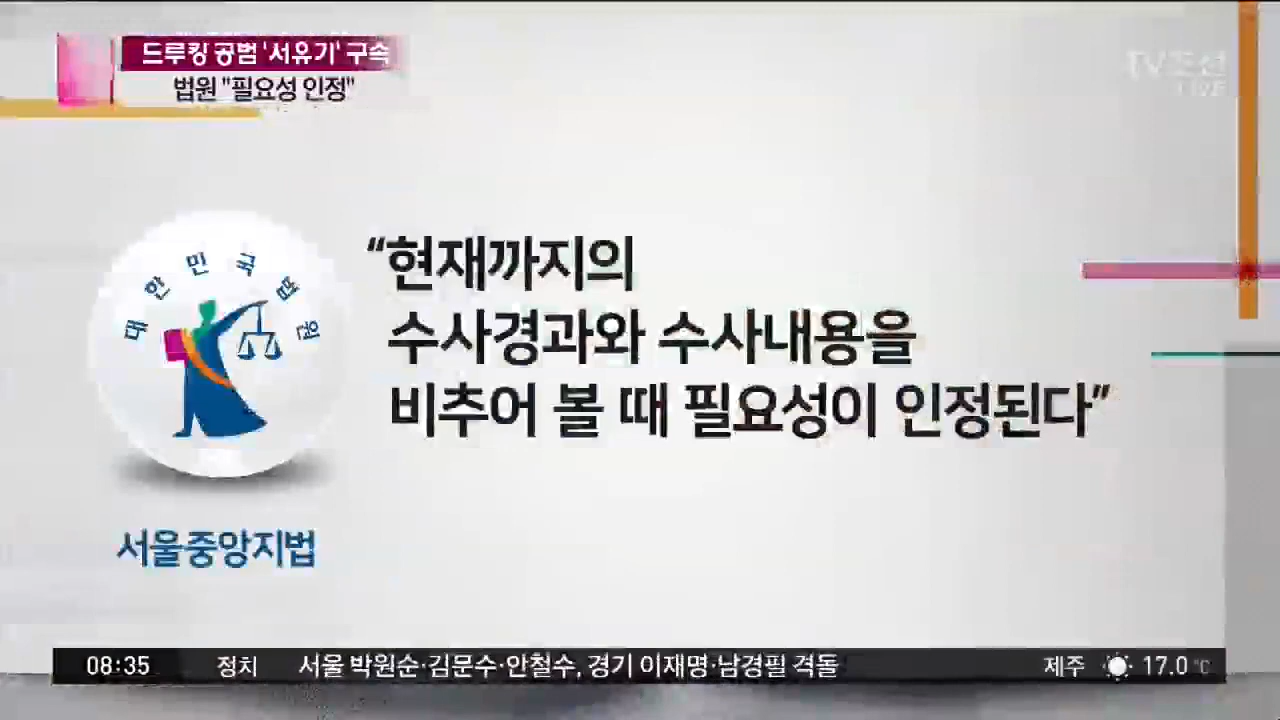 드루킹 공범 '서유기' 구속
법원 "필요성 인정"
TV조선
LIVE
대한민국법원
"현재까지의
수사경과와 수사내용을
비추어 볼 때 필요성이 인정된다"
서울중앙지법
08:35 정치 서울 박원순·김문수·안철수, 경기 이재명·남경필 격돌 제주 17.0℃